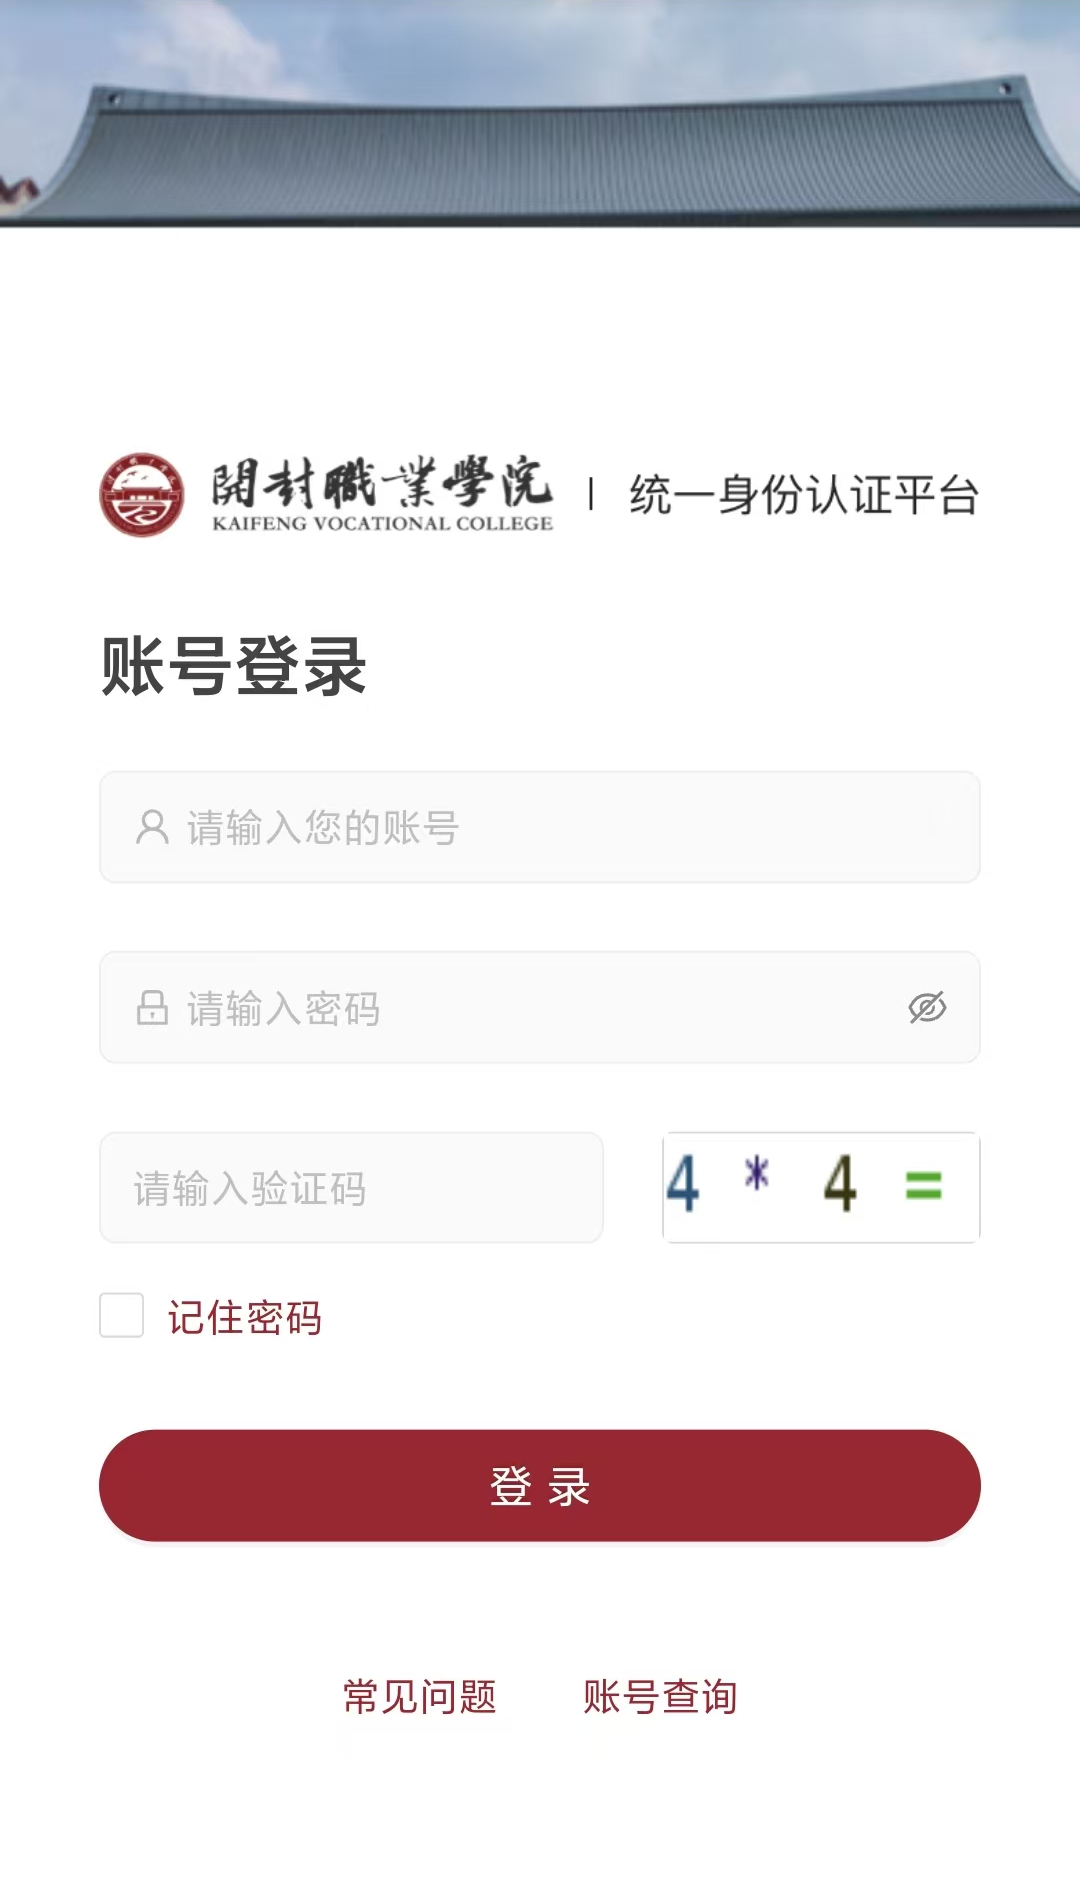 開封職業學院
KAIFENG VOCATIONAL COLLEGE
统一身份认证平台
账号登录
请输入您的账号
请输入密码
请输入验证码
4 * 4 =
记住密码
登录
常见问题 账号查询